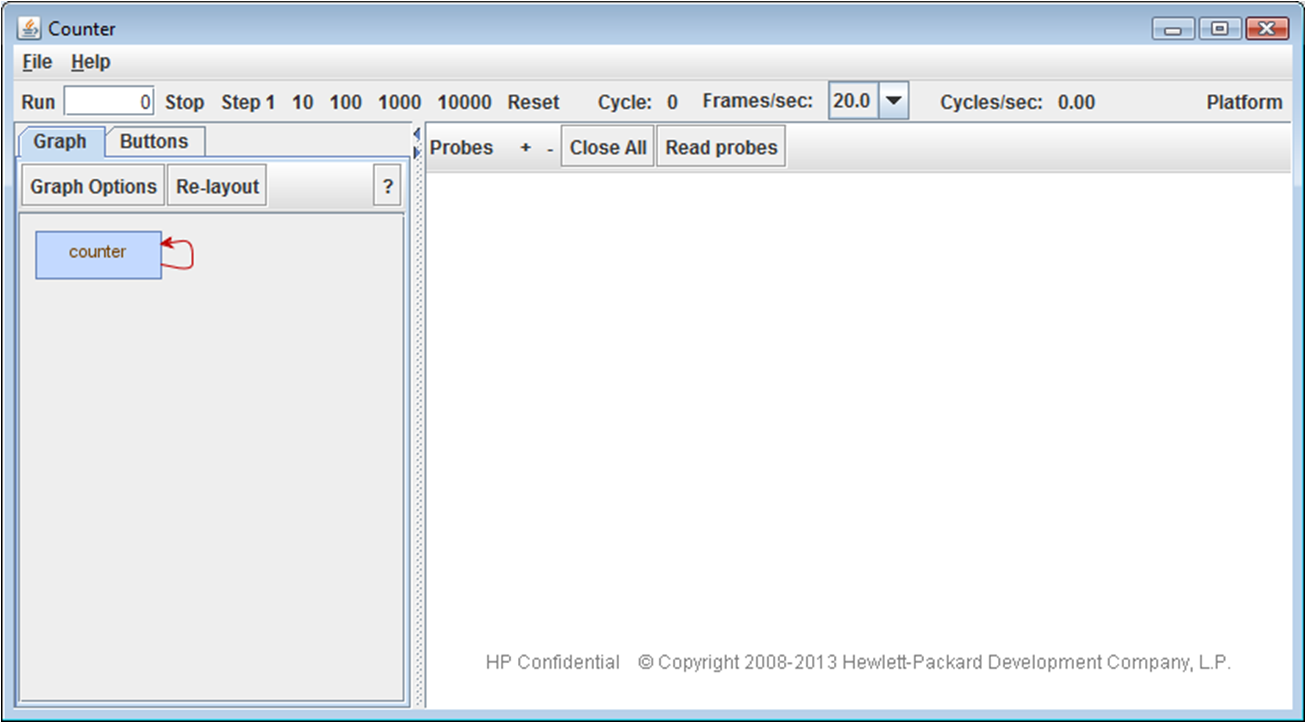 Counter
File Help
Run 0 Stop Step 1 10 100 1000 10000 Reset Cycle: 0 Frames/sec: 20.0 Cycles/sec: 0.00 Platform
Graph Buttons
Probes + - Close All Read probes
Graph Options Re-layout ?
counter
HP Confidential © Copyright 2008-2013 Hewlett-Packard Development Company, L.P.